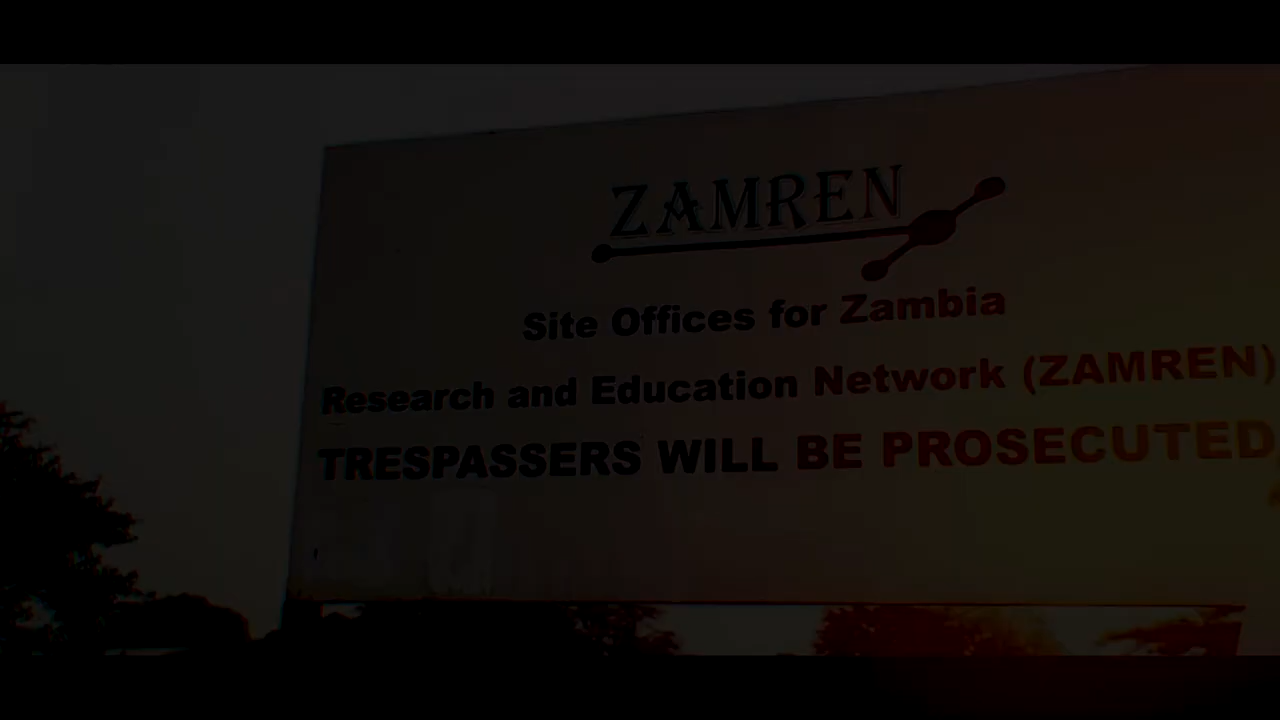 ZAMREN
Site Offices for Zambia
Research and Education Network (ZAMREN)
TRESPASSERS WILL BE PROSECUTED